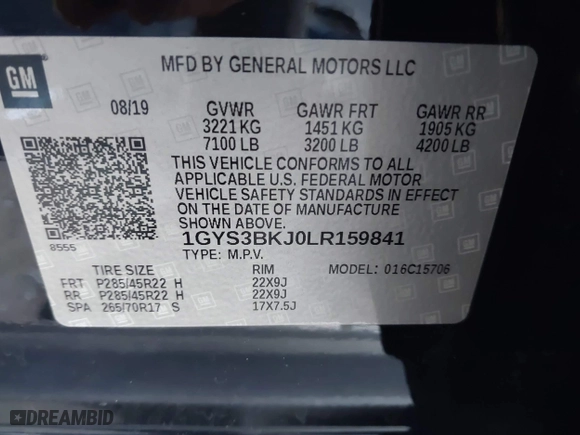 MFD BY GENERAL MOTORS LLC
GM
08/19 GVWR GAWR FRT GAWR RR
3221 KG 1451 KG 1905 KG
7100 LB 3200 LB 4200 LB
THIS VEHICLE CONFORMS TO ALL
APPLICABLE U.S. FEDERAL MOTOR
VEHICLE SAFETY STANDARDS IN EFFECT
ON THE DATE OF MANUFACTURE
SHOWN ABOVE.
8555 1GYS3BKJ0LR159841
TYPE: M.P.V. MODEL: 016C15706
TIRE SIZE RIM
FRT P285/45R22 H 22X9J
RR P285/45R22 H 22X9J
SPA 265/70R17 S 17X7.5J
DREAMBID